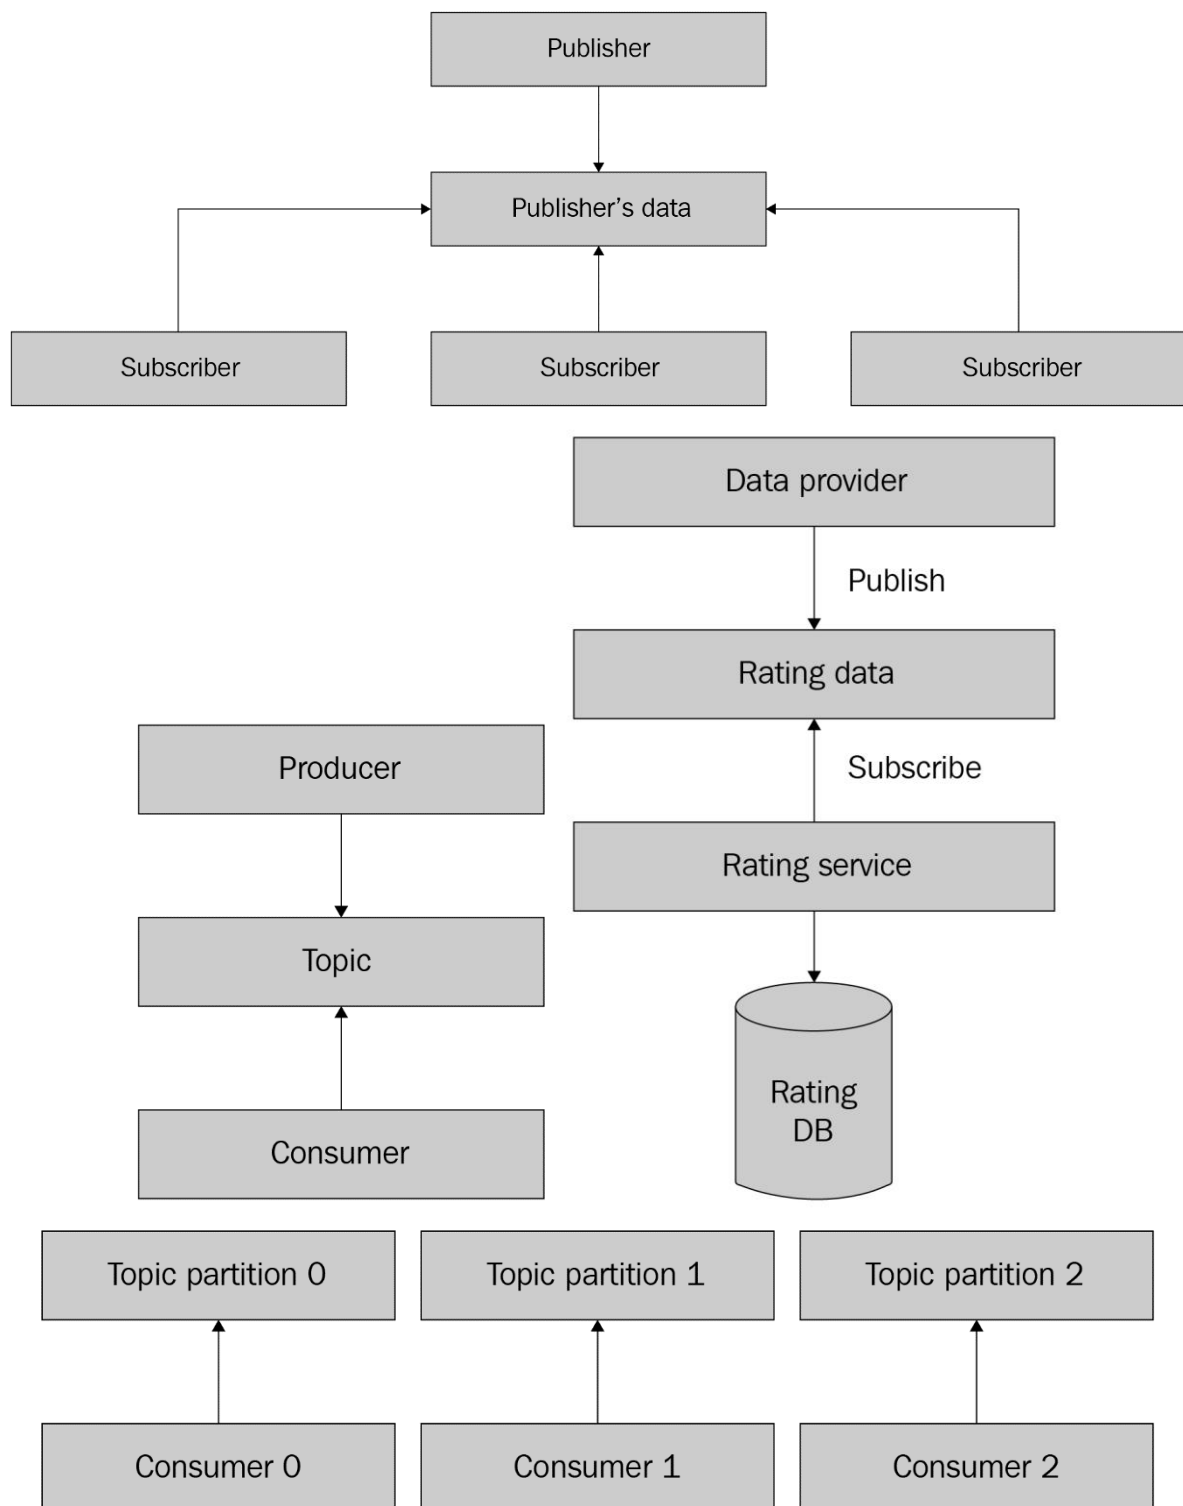 Publisher
Publisher’s data
Subscriber
Subscriber
Subscriber
Data provider
Publish
Rating data
Subscribe
Rating service
Rating
DB
Producer
Topic
Consumer
Topic partition 0
Topic partition 1
Topic partition 2
Consumer 0
Consumer 1
Consumer 2